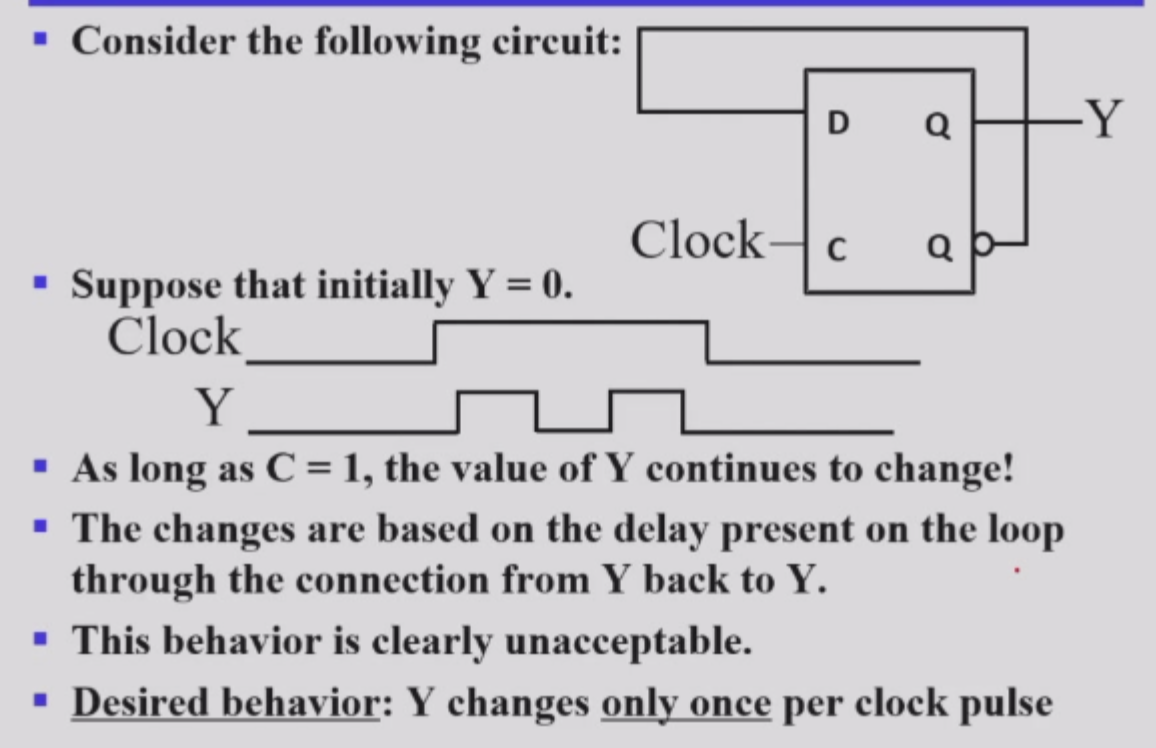 Consider the following circuit:
D Q Y
Clock C Q
Suppose that initially Y = 0.
Clock
Y
As long as C = 1, the value of Y continues to change!
The changes are based on the delay present on the loop
through the connection from Y back to Y.
This behavior is clearly unacceptable.
Desired behavior: Y changes only once per clock pulse